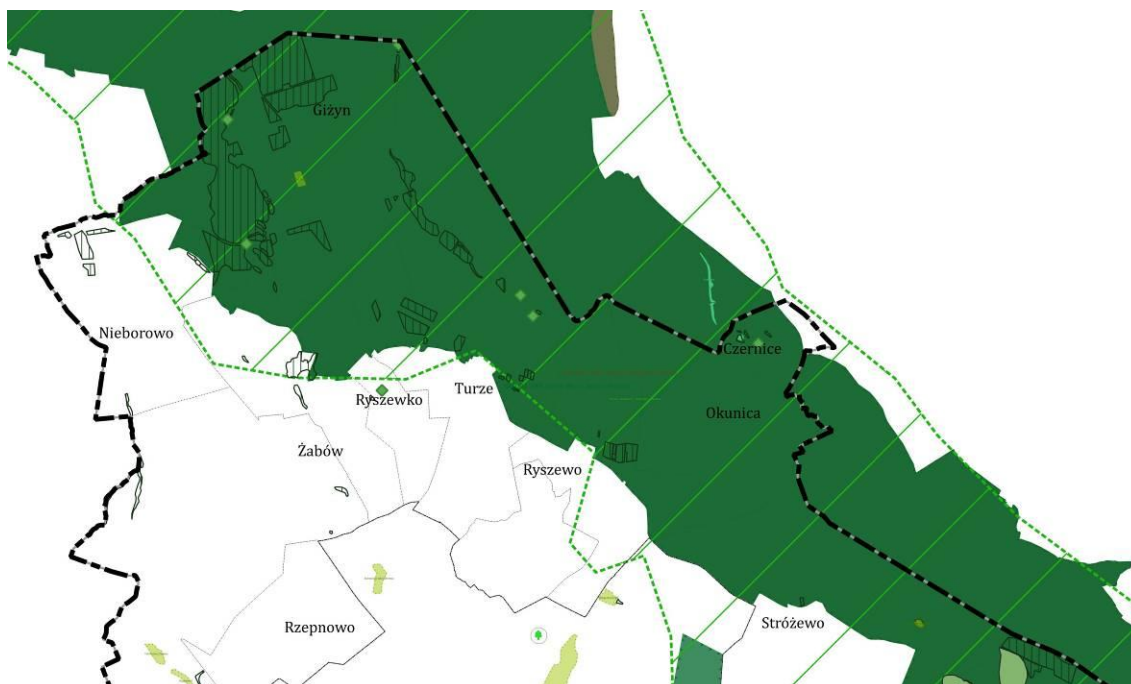 Giżyn
Nieborowo
Czernice
Turze
Ryszewko
Okunica
Żabów
Ryszewo
Stróżewo
Rzepnowo